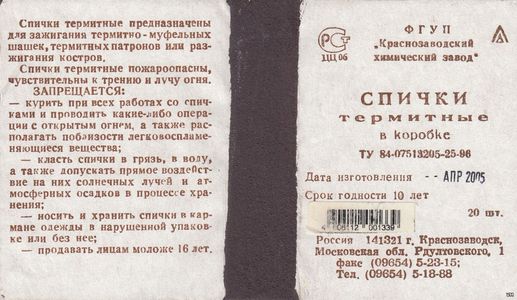 Спички термитные предназначены
для зажигания термитно-муфельных
шашек, термитных патронов или раз-
жигания костров.
Спички термитные пожароопасны,
чувствительны к трению и лучу огня.
ЗАПРЕЩАЕТСЯ:
— курить при всех работах со спич-
ками и проводить какие-либо опера-
ции с открытым огнем, а также рас-
полагать поблизости легковоспламе-
няющиеся вещества;
— класть спички в грязь, в воду,
а также допускать прямое воздейст-
вие на них солнечных лучей и ат-
мосферных осадков в процессе хра-
нения;
— носить и хранить спички в кар-
мане одежды в нарушенной упаков-
ке или без нее;
— продавать лицам моложе 16 лет.
РСТ
ЦЦ 06
ФГУП
„Краснозаводский
химический завод"
СПИЧКИ
термитные
в коробке
ТУ 84-07513205-25-96
Дата изготовления -- АПР 2005
Срок годности 10 лет
20 шт.
4 606112 001339
Россия 141321 г. Краснозаводск,
Московская обл. Рдултовского, 1
факс (09654) 5-23-15;
Тел. (09654) 5-18-88